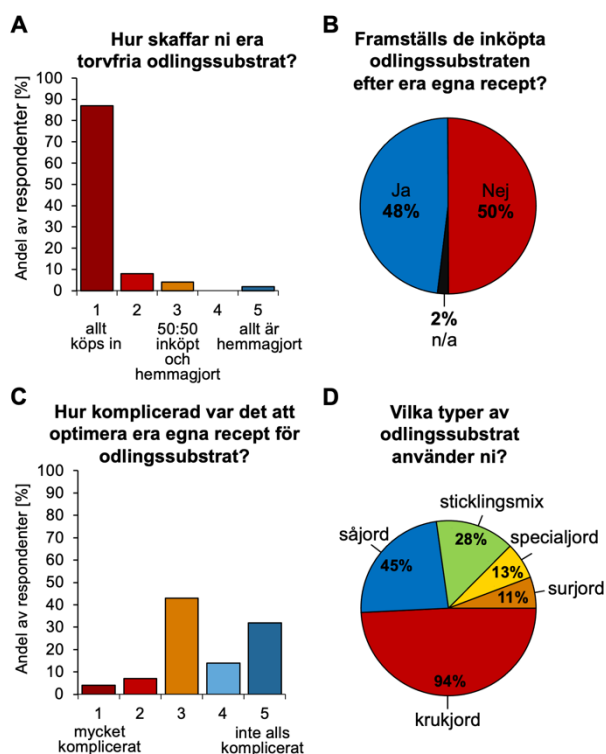 A
Hur skaffar ni era
torvfria odlingssubstrat?
Andel av respondenter [%]
100
90
80
70
60
50
40
30
20
10
0
1 2 3 4 5
allt
köps in
50:50
inköpt
och
hemmagjort
allt är
hemmagjort
B
Framställs de inköpta
odlingssubstraten
efter era egna recept?
Ja
48%
Nej
50%
2%
n/a
C
Hur komplicerad var det att
optimera era egna recept för
odlingssubstrat?
Andel av respondenter [%]
100
90
80
70
60
50
40
30
20
10
0
1 2 3 4 5
mycket
komplicerat
inte alls
komplicerat
D
Vilka typer av
odlingssubstrat
använder ni?
sticklingsmix
28%
specialjord
13%
såjord
45%
surjord
11%
94%
krukjord